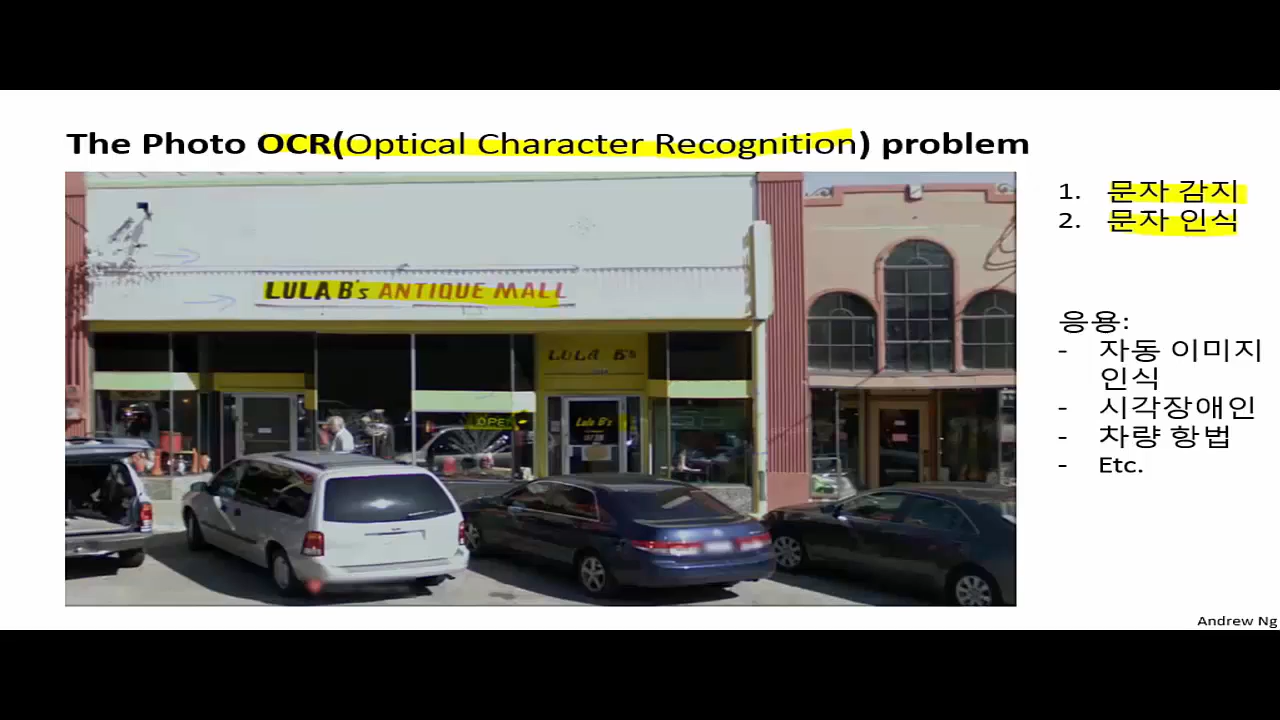 The Photo OCR(Optical Character Recognition) problem
1. 문자 감지
2. 문자 인식
응용:
- 자동 이미지
인식
- 시각장애인
- 차량 항법
- Etc.
LULA B's ANTIQUE MALL
LULA B's
OPEN
Lula B's
Andrew Ng